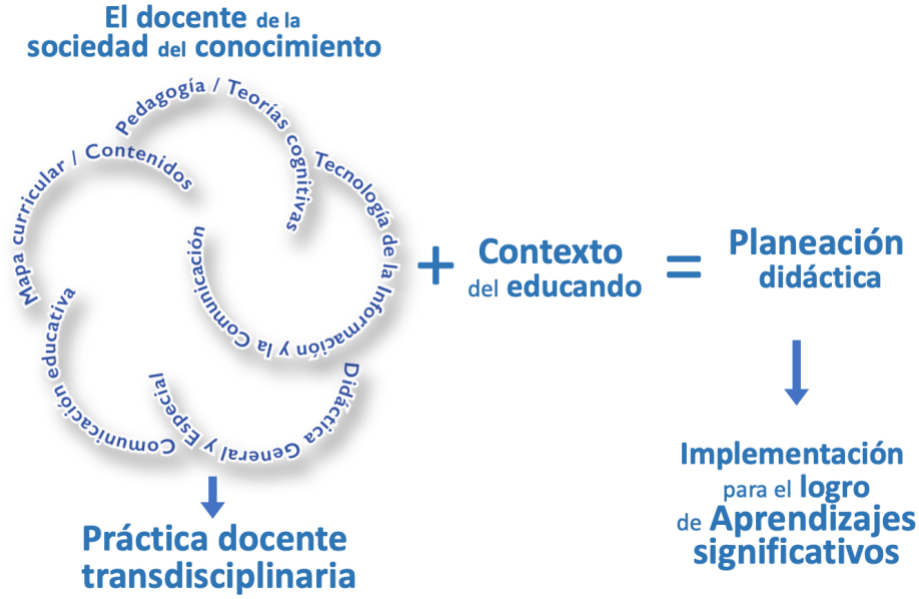 El docente de la
sociedad del conocimiento
Pedagogía / Teorías cognitivas
Mapa curricular / Contenidos
Tecnología de la Información y la Comunicación
Comunicación educativa
Didáctica General y Especial
+
Contexto
del educando
=
Planeación
didáctica
Práctica docente
transdisciplinaria
Implementación
para el logro
de Aprendizajes
significativos